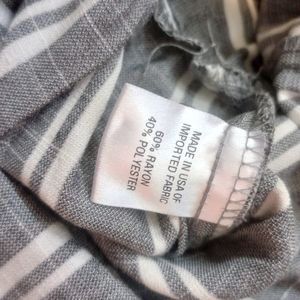 MADE IN USA OF
IMPORTED FABRIC
60% RAYON
40% POLYESTER